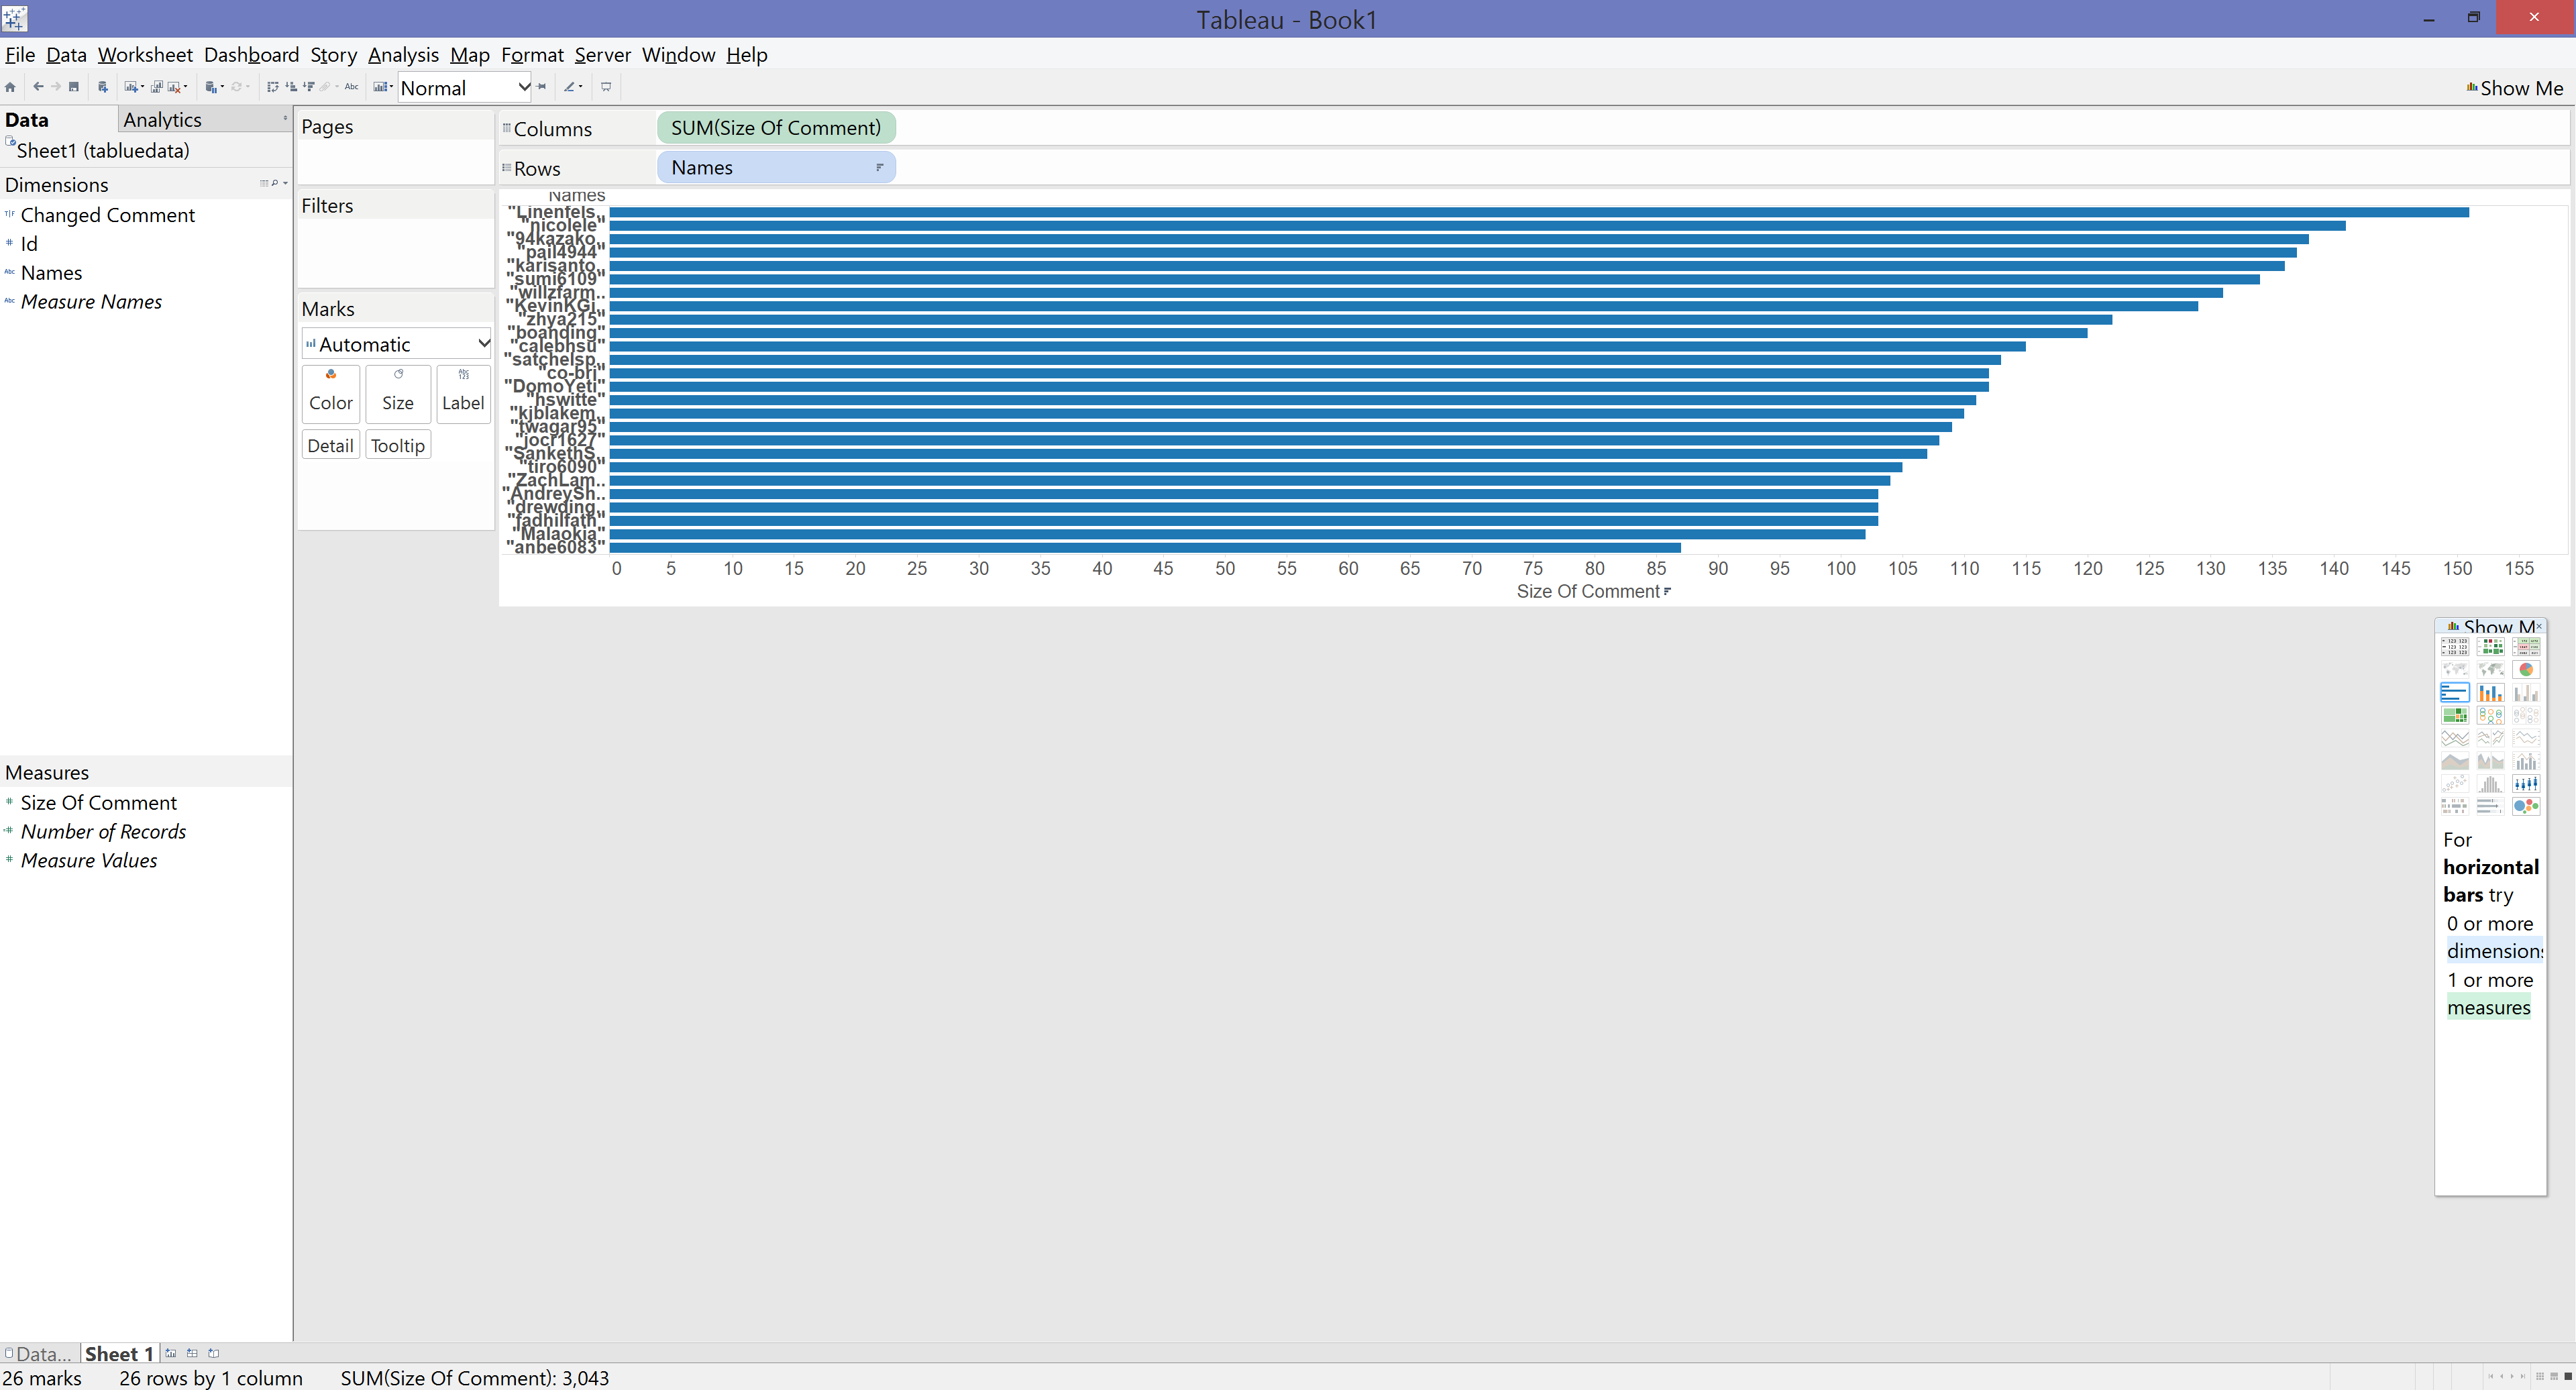 Tableau - Book1
File Data Worksheet Dashboard Story Analysis Map Format Server Window Help
Abc Normal Show Me
Data Analytics
Sheet1 (tabluedata)
Dimensions
Changed Comment
Id
Names
Measure Names
Measures
Size Of Comment
Number of Records
Measure Values
Pages
Filters
Marks
Automatic
Color Size Label
Detail Tooltip
Columns SUM(Size Of Comment)
Rows Names
Names
"Linenfels..
"nicolele"
"94kazako..
"pail4944"
"karisanto..
"sumi6109"
"willzfarm..
"KevinKGi..
"zhya215"
"boanding"
"calebhsu"
"satchelsp..
"co-bri"
"DomoYeti"
"hswitte"
"kjblakem..
"twagar95"
"jocr1627"
"SankethS..
"tiro6090"
"ZachLam..
"AndreySh..
"drewding..
"fadhilfath"
"Malaokia"
"anbe6083"
0 5 10 15 20 25 30 35 40 45 50 55 60 65 70 75 80 85 90 95 100 105 110 115 120 125 130 135 140 145 150 155
Size Of Comment
Show M
For
horizontal
bars try
0 or more
dimensions
1 or more
measures
Data... Sheet 1
26 marks 26 rows by 1 column SUM(Size Of Comment): 3,043